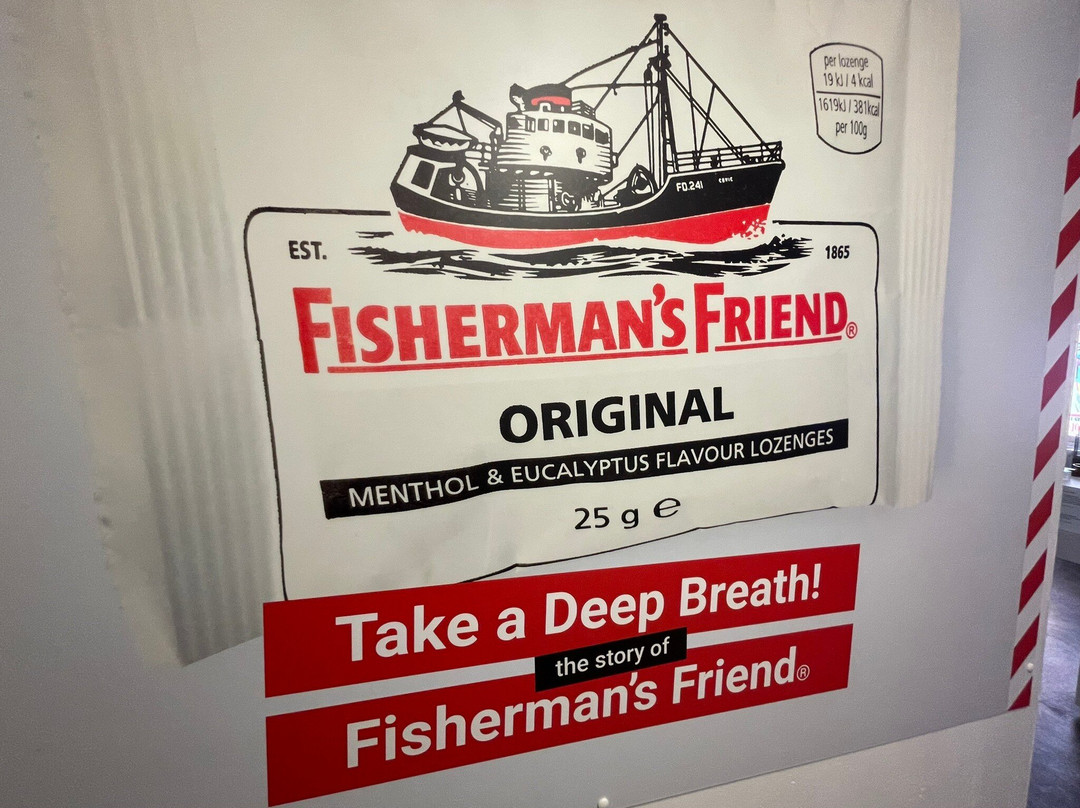 per lozenge
19 kJ / 4 kcal
1619kJ / 381kcal
per 100g
FD.241 CEVIC
EST. 1865
FISHERMAN'S FRIEND®
ORIGINAL
MENTHOL & EUCALYPTUS FLAVOUR LOZENGES
25 g ℮
Take a Deep Breath!
the story of
Fisherman's Friend®